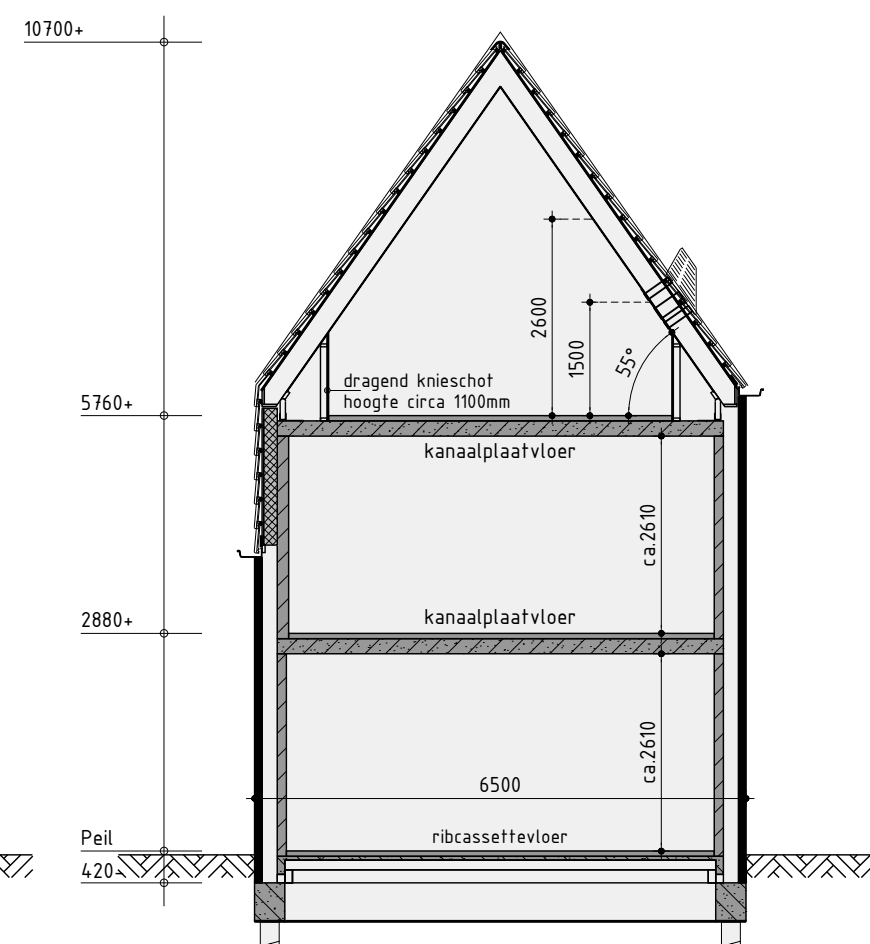 10700+
2600
1500
55°
dragend knieschot
hoogte circa 1100mm
5760+
kanaalplaatvloer
ca.2610
kanaalplaatvloer
2880+
ca.2610
6500
ribcassettevloer
Peil
420-